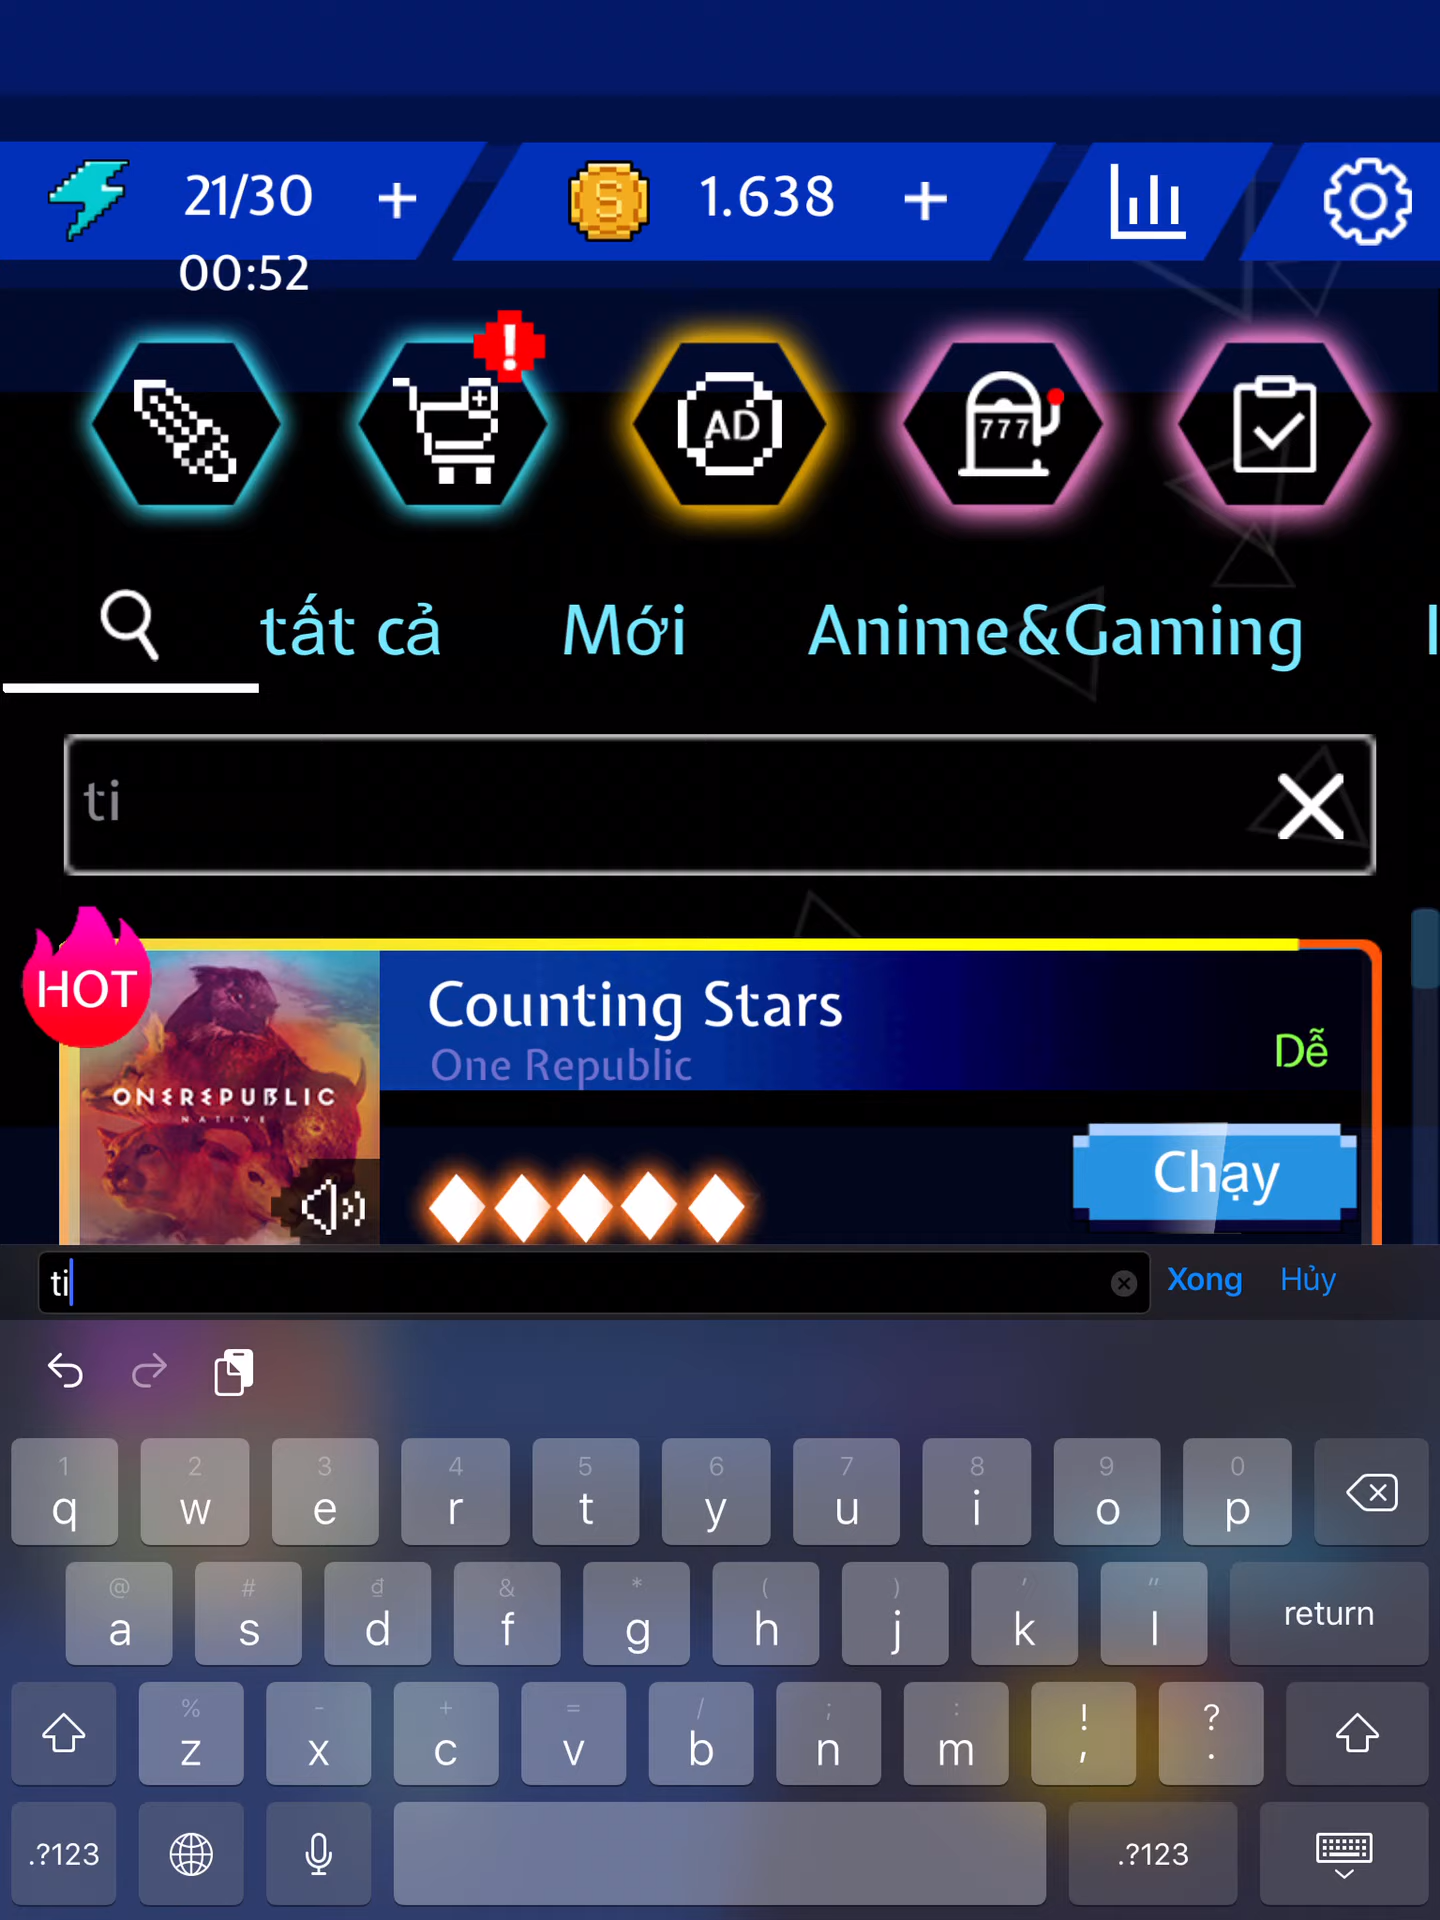 21/30
1.638
00:52
!
AD
777
tất cả
Mới
Anime&Gaming
ti
HOT
Counting Stars
One Republic
Dễ
ONEREPUBLIC
NATIVE
Chạy
ti
Xong
Hủy
1 2 3 4 5 6 7 8 9 0
q w e r t y u i o p
@ # đ & * ( ) ' "
a s d f g h j k l
return
% - + = / ; : ! ?
z x c v b n m , .
.?123
.?123